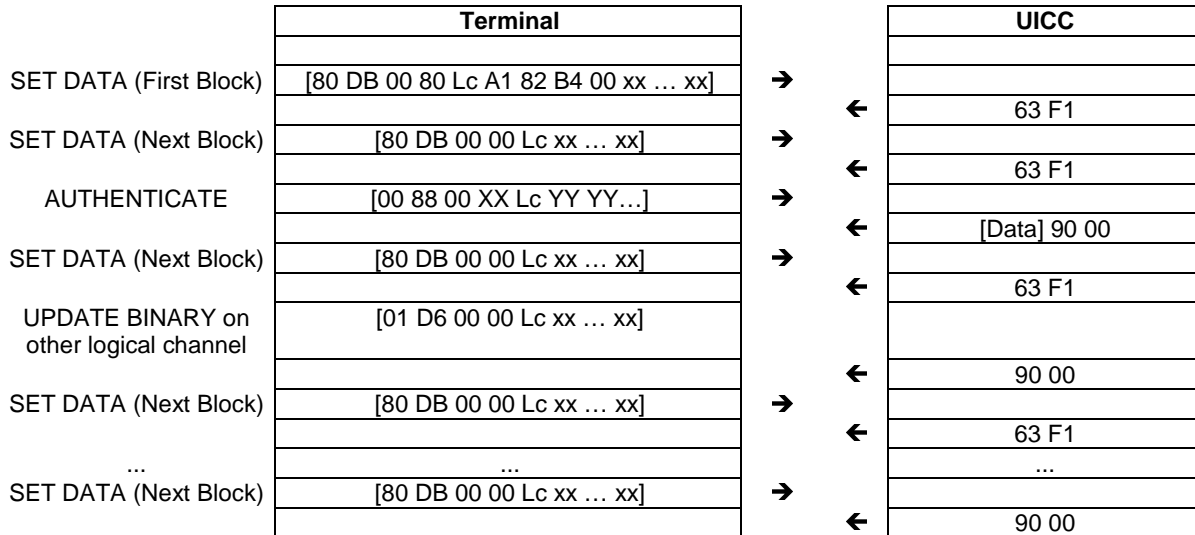 Terminal UICC
SET DATA (First Block) [80 DB 00 80 Lc A1 82 B4 00 xx … xx] ➔
🡰 63 F1
SET DATA (Next Block) [80 DB 00 00 Lc xx … xx] ➔
🡰 63 F1
AUTHENTICATE [00 88 00 XX Lc YY YY…] ➔
🡰 [Data] 90 00
SET DATA (Next Block) [80 DB 00 00 Lc xx … xx] ➔
🡰 63 F1
UPDATE BINARY on [01 D6 00 00 Lc xx … xx]
other logical channel
🡰 90 00
SET DATA (Next Block) [80 DB 00 00 Lc xx … xx] ➔
🡰 63 F1
... ... ...
SET DATA (Next Block) [80 DB 00 00 Lc xx … xx] ➔
🡰 90 00